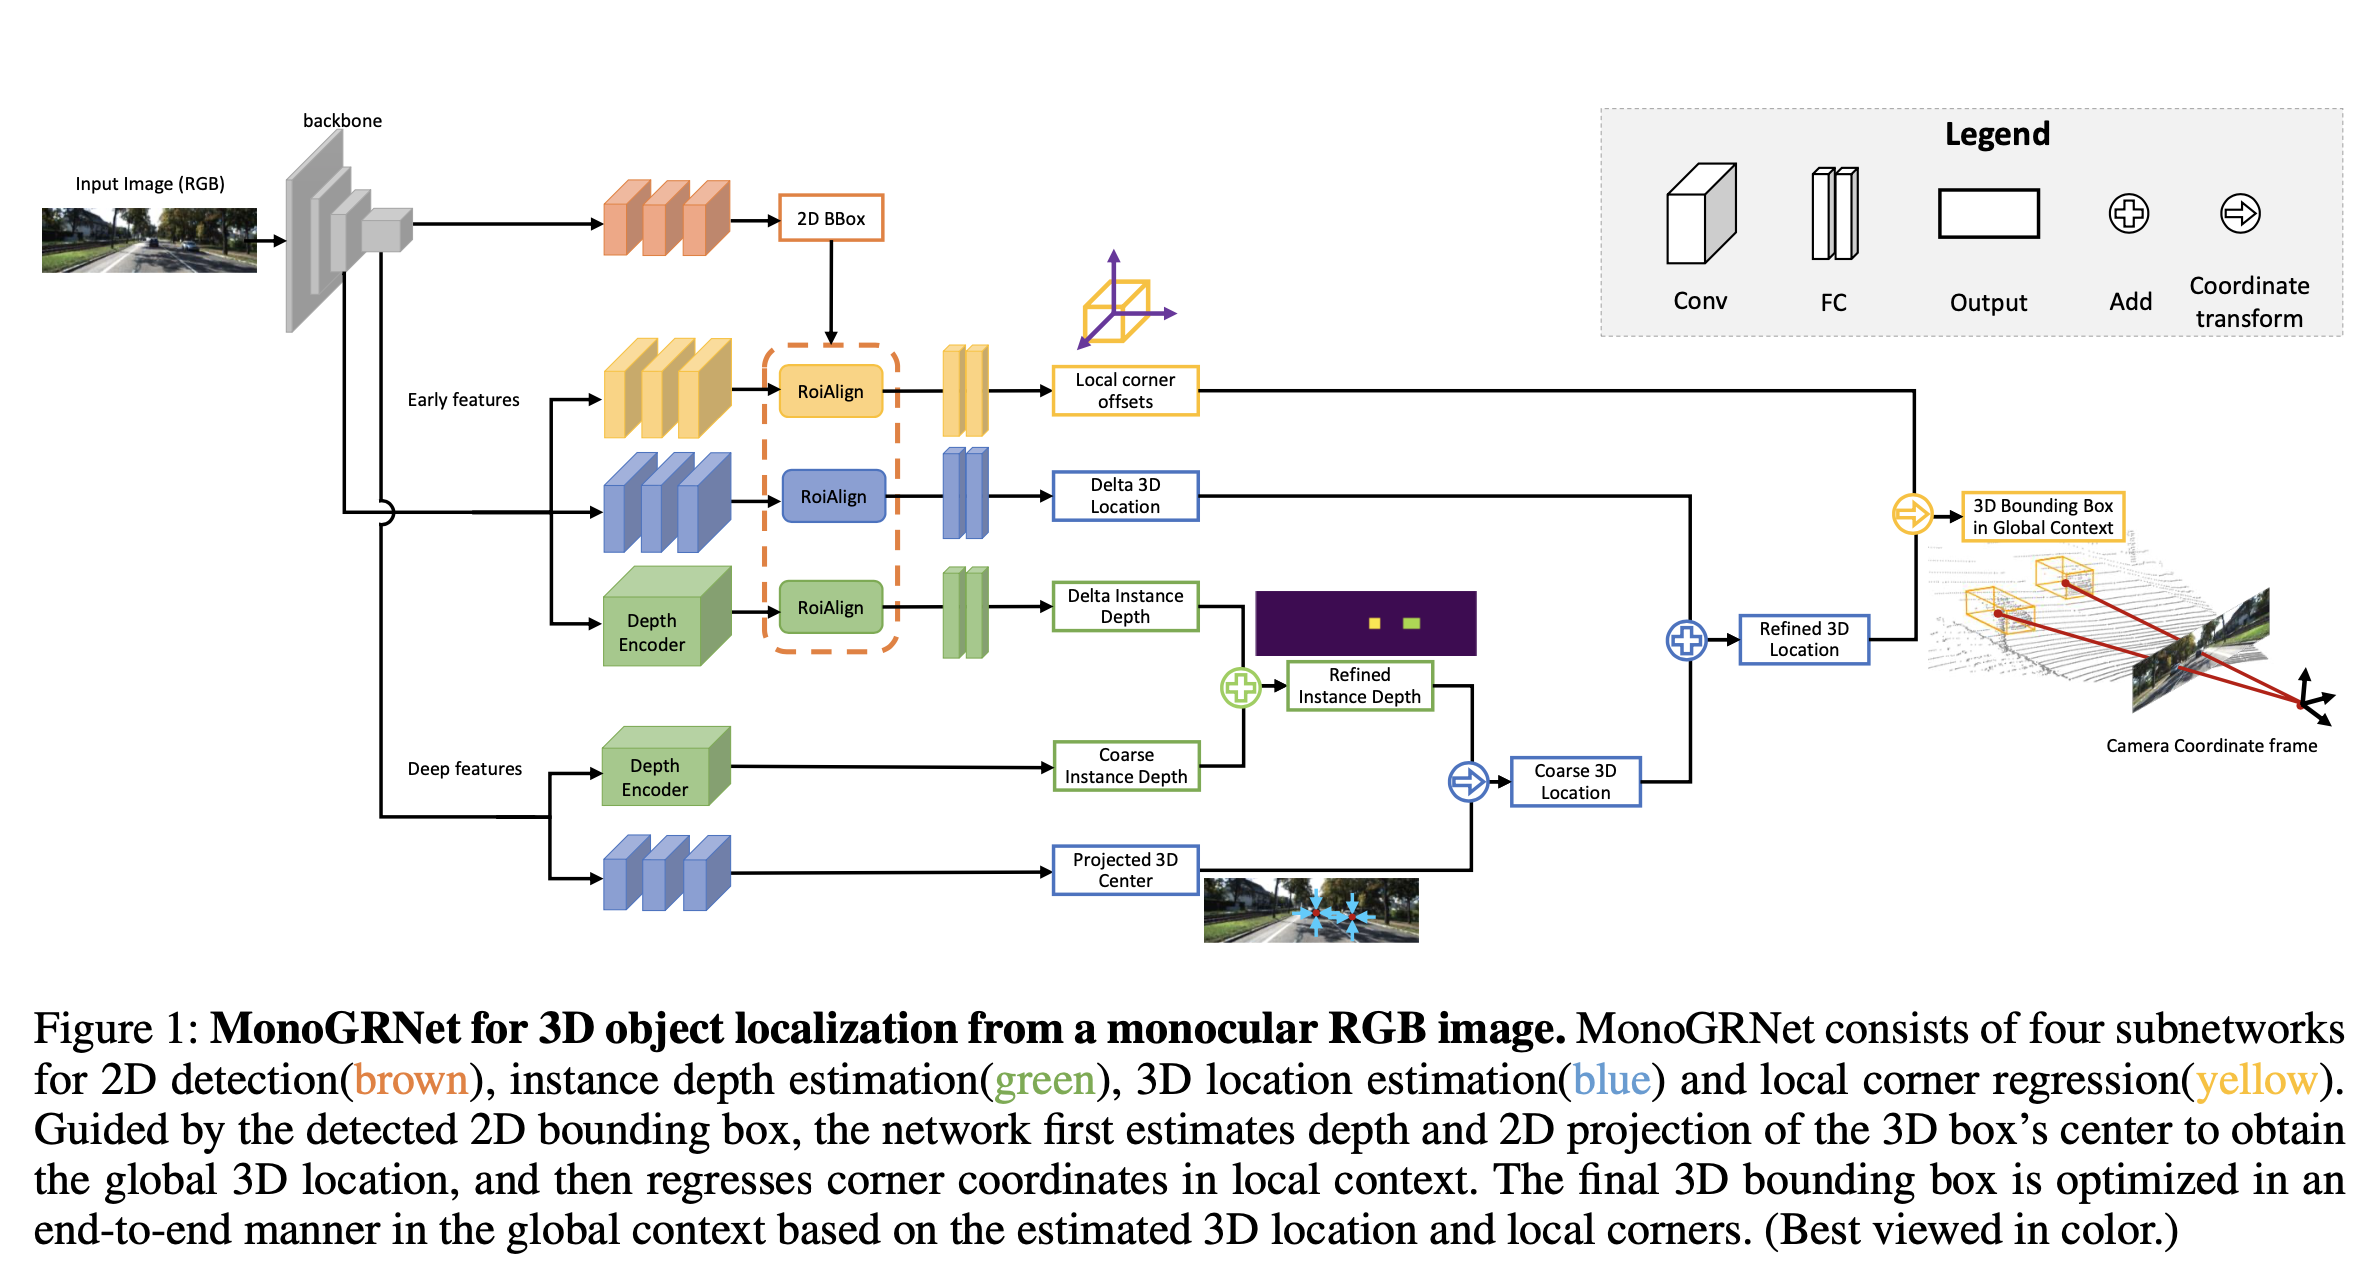 backbone
Input Image (RGB)
Legend
Conv
FC
Output
Add
Coordinate
transform
2D BBox
Early features
RoiAlign
Local corner
offsets
RoiAlign
Delta 3D
Location
3D Bounding Box
in Global Context
Depth
Encoder
RoiAlign
Delta Instance
Depth
Refined 3D
Location
Refined
Instance Depth
Camera Coordinate frame
Deep features
Depth
Encoder
Coarse
Instance Depth
Coarse 3D
Location
Projected 3D
Center
Figure 1: MonoGRNet for 3D object localization from a monocular RGB image. MonoGRNet consists of four subnetworks
for 2D detection(brown), instance depth estimation(green), 3D location estimation(blue) and local corner regression(yellow).
Guided by the detected 2D bounding box, the network first estimates depth and 2D projection of the 3D box’s center to obtain
the global 3D location, and then regresses corner coordinates in local context. The final 3D bounding box is optimized in an
end-to-end manner in the global context based on the estimated 3D location and local corners. (Best viewed in color.)